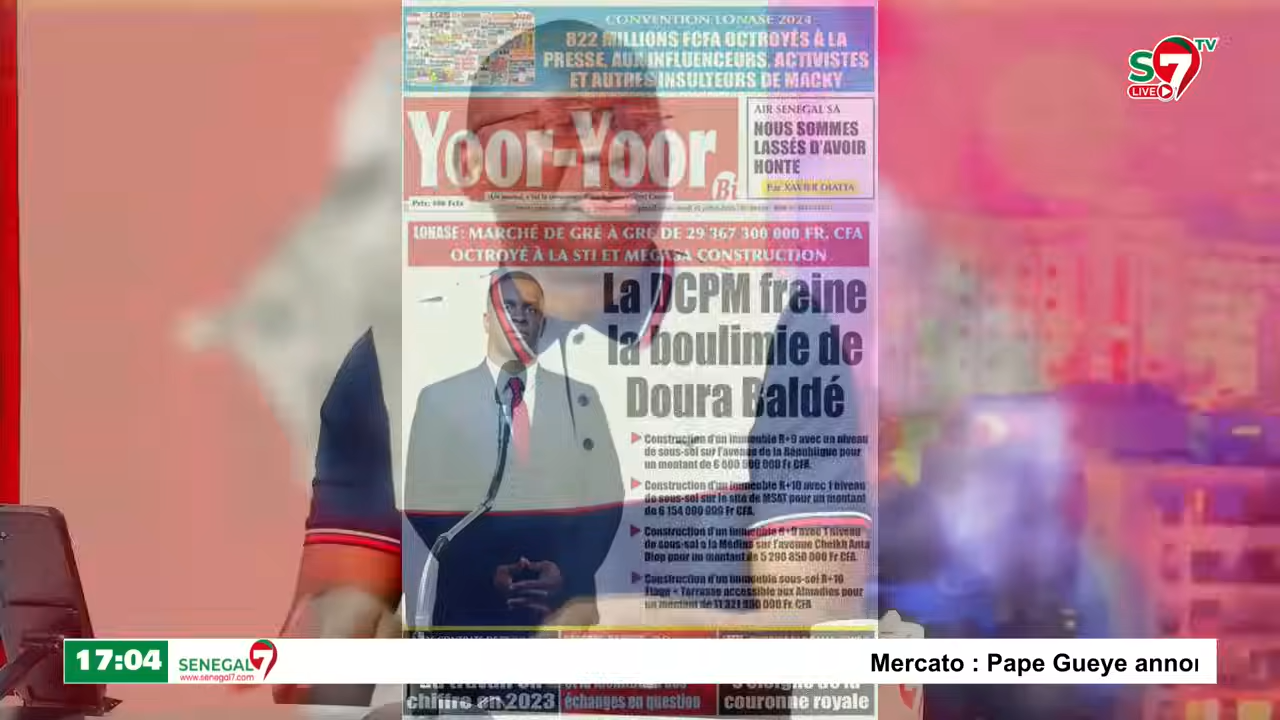 CONVENTION LONASE 2024
822 MILLIONS FCFA OCTROYÉS À LA
PRESSE, AUX INFLUENCEURS, ACTIVISTES
ET AUTRES INSULTEURS DE MACKY
S7 TV
LIVE
Yoor-Yoor
Bi
AIR SENEGAL SA
NOUS SOMMES
LASSÉS D'AVOIR
HONTE
Par XAVIER DIATTA
Prix: 100 Fcfa
LONASE: MARCHÉ DE GRÉ À GRÉ DE 29 367 300 000 FR. CFA
OCTROYÉ À LA STI ET MEGASA CONSTRUCTION
La DCPM freine
la boulimie de
Doura Baldé
Construction d'un immeuble R+9 avec un niveau
de sous-sol sur l'avenue de la République pour
un montant de 6 600 500 000 Fr CFA.
Construction d'un immeuble R+10 avec 1 niveau
de sous-sol sur le site de MSAT pour un montant
de 6 154 000 000 Fr CFA.
Construction d'un immeuble R+9 avec 1 niveau
de sous-sol a la Médina sur l'avenue Cheikh Anta
Diop pour un montant de 5 290 850 000 Fr CFA.
Construction d'un immeuble sous-sol R+10
Étage + Terrasse accessible aux Almadies pour
un montant de 11 321 950 000 Fr. CFA
17:04
SENEGAL7
www.senegal7.com
Mercato : Pape Gueye annon
chiffre en 2023
échanges en question
couronne royale